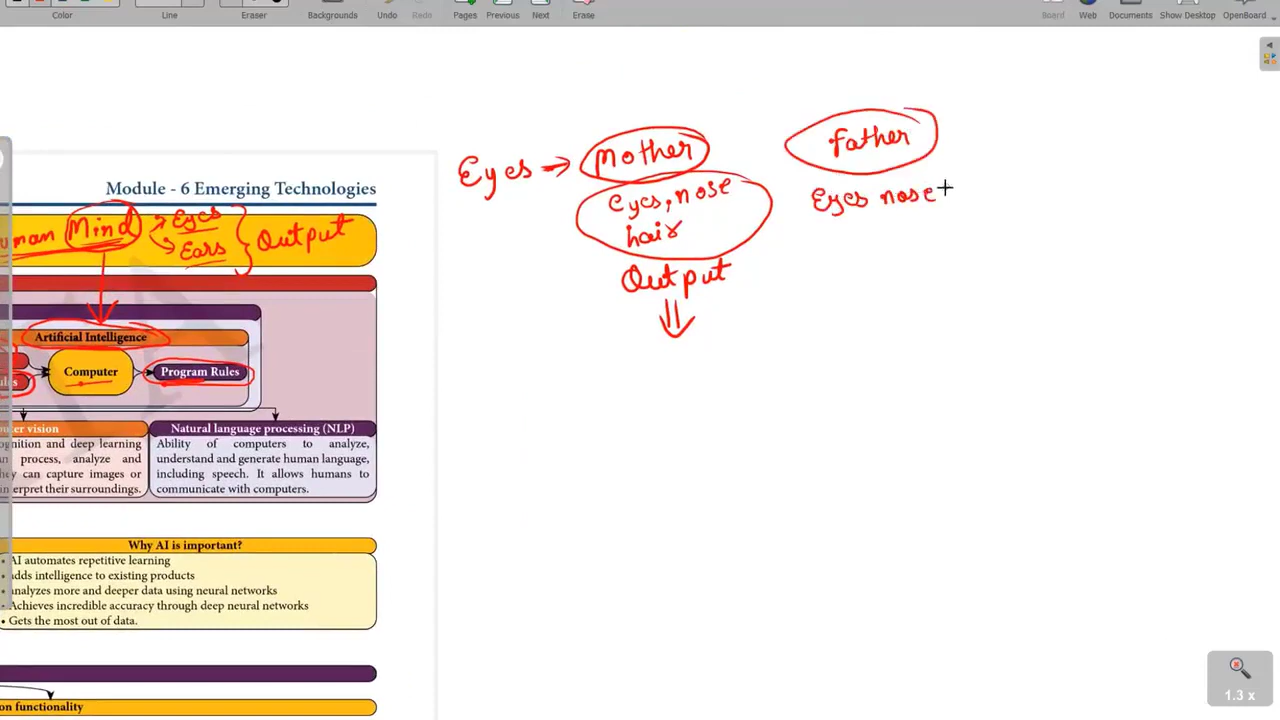 Color
Line
Eraser
Backgrounds
Undo
Redo
Pages
Previous
Next
Erase
Board
Web
Documents
Show Desktop
OpenBoard
Module - 6 Emerging Technologies
Mind
Eyes
Ears
Output
Artificial Intelligence
Computer
Program Rules
Natural language processing (NLP)
Ability of computers to analyze,
understand and generate human language,
including speech. It allows humans to
communicate with computers.
vision
and deep learning
process, analyze and
can capture images or
their surroundings.
Why AI is important?
• AI automates repetitive learning
• adds intelligence to existing products
• analyzes more and deeper data using neural networks
• Achieves incredible accuracy through deep neural networks
• Gets the most out of data.
functionality
Eyes → Mother
eyes, nose
hair
Output
father
Eyes nose
1.3 x